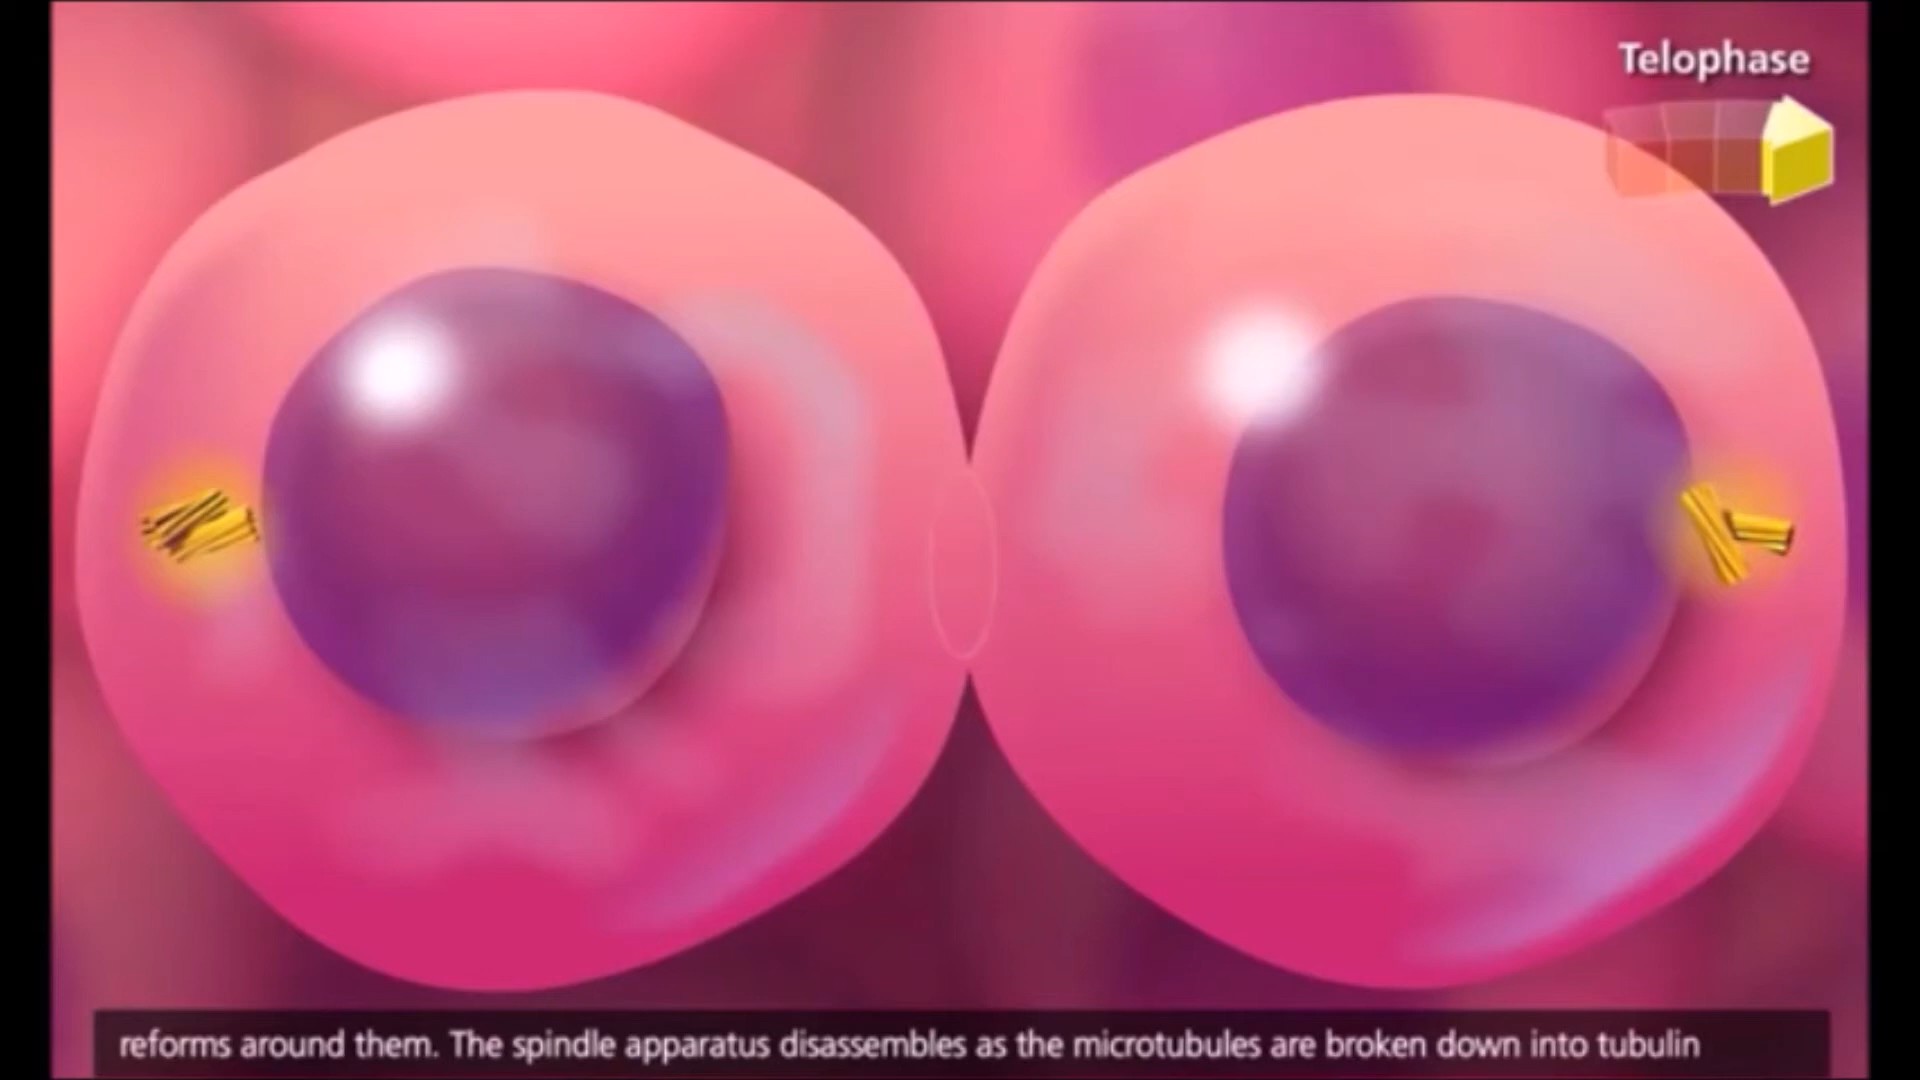 Telophase
reforms around them. The spindle apparatus disassembles as the microtubules are broken down into tubulin